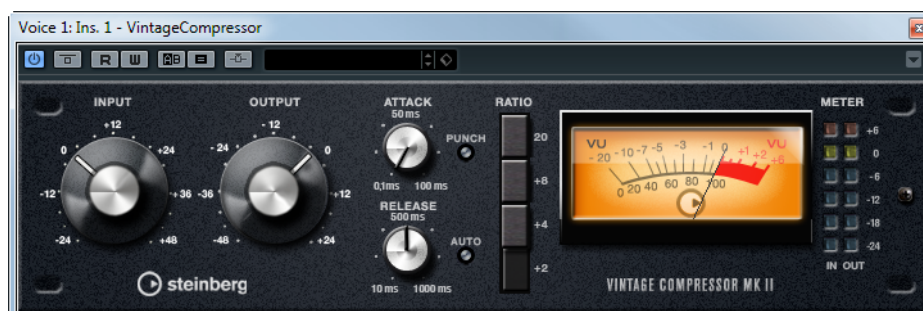 Voice 1: Ins. 1 - VintageCompressor
R W AB
INPUT
+12
0 +24
-12 +36
-24 +48
OUTPUT
-12
-24 0
-36 +12
-48 +24
ATTACK
50 ms
PUNCH
0,1ms 100 ms
RELEASE
500 ms
AUTO
10 ms 1000 ms
RATIO
20
+8
+4
+2
VU VU
-20 -10 -7 -5 -3 -1 0 +1 +2 +6
0 20 40 60 80 100
METER
+6
0
-6
-12
-18
-24
IN OUT
steinberg
VINTAGE COMPRESSOR MK II